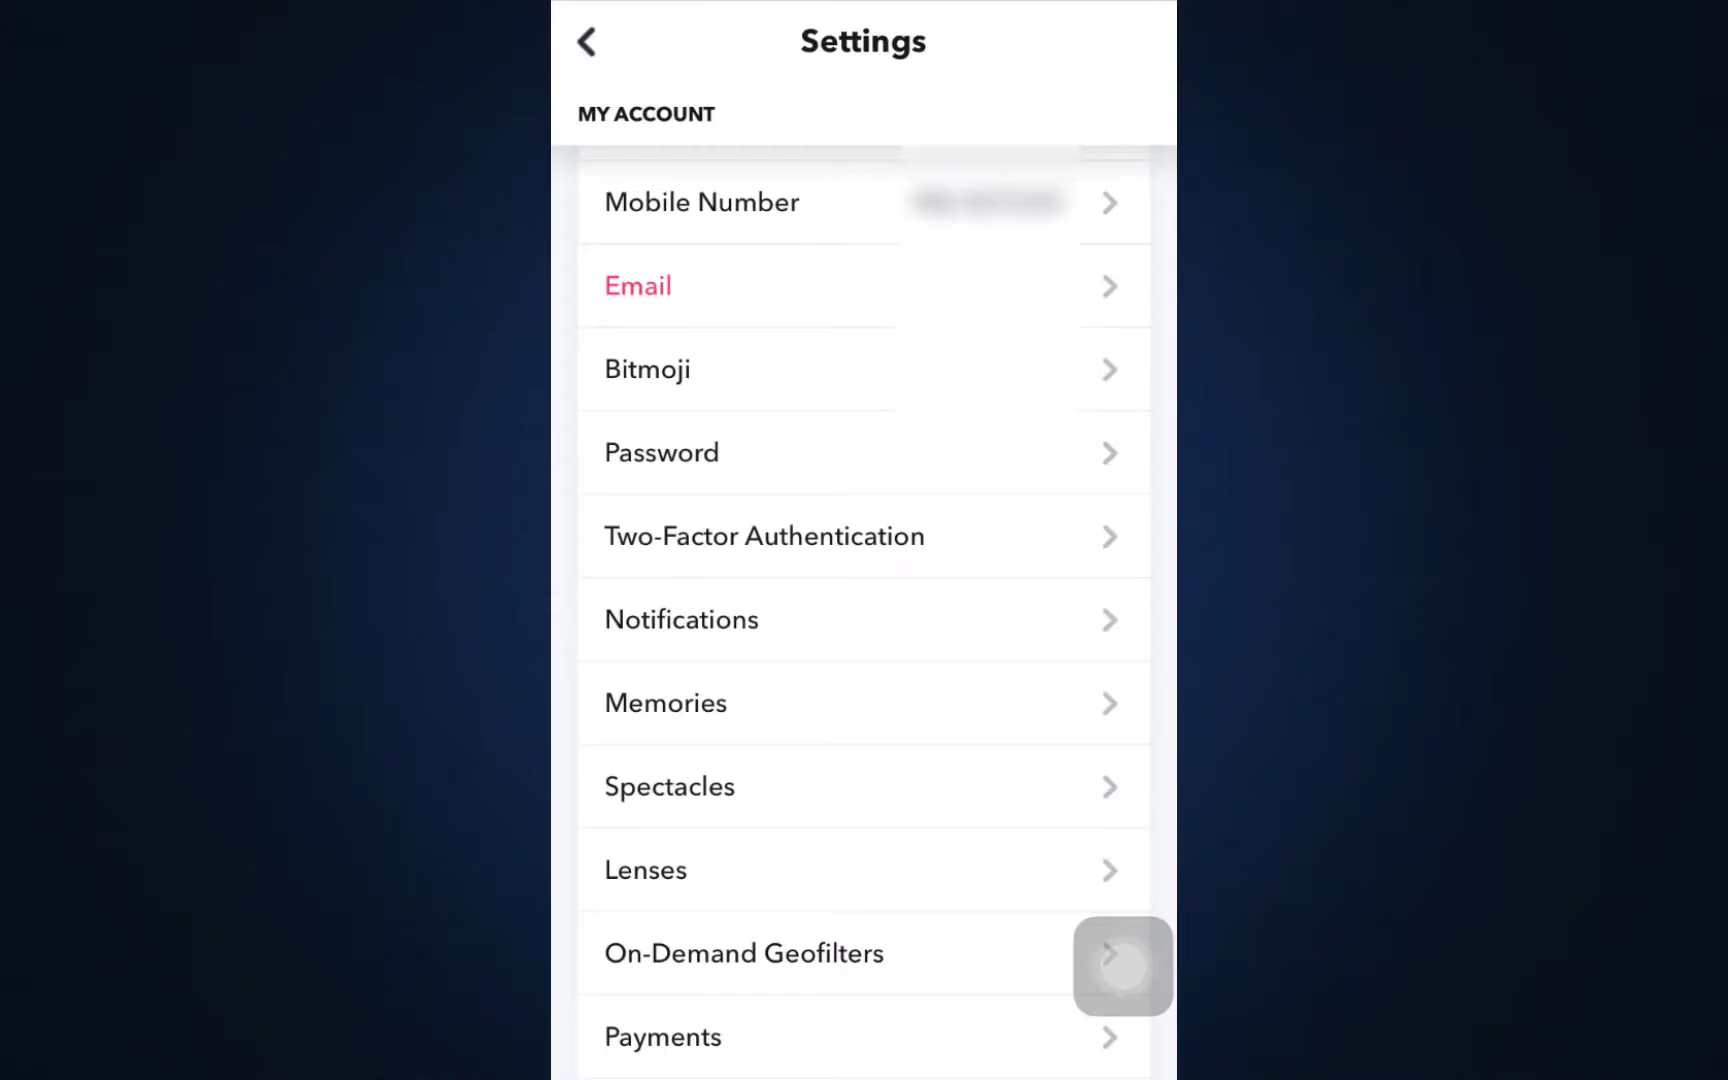 Settings
MY ACCOUNT
Mobile Number
Email
Bitmoji
Password
Two-Factor Authentication
Notifications
Memories
Spectacles
Lenses
On-Demand Geofilters
Payments